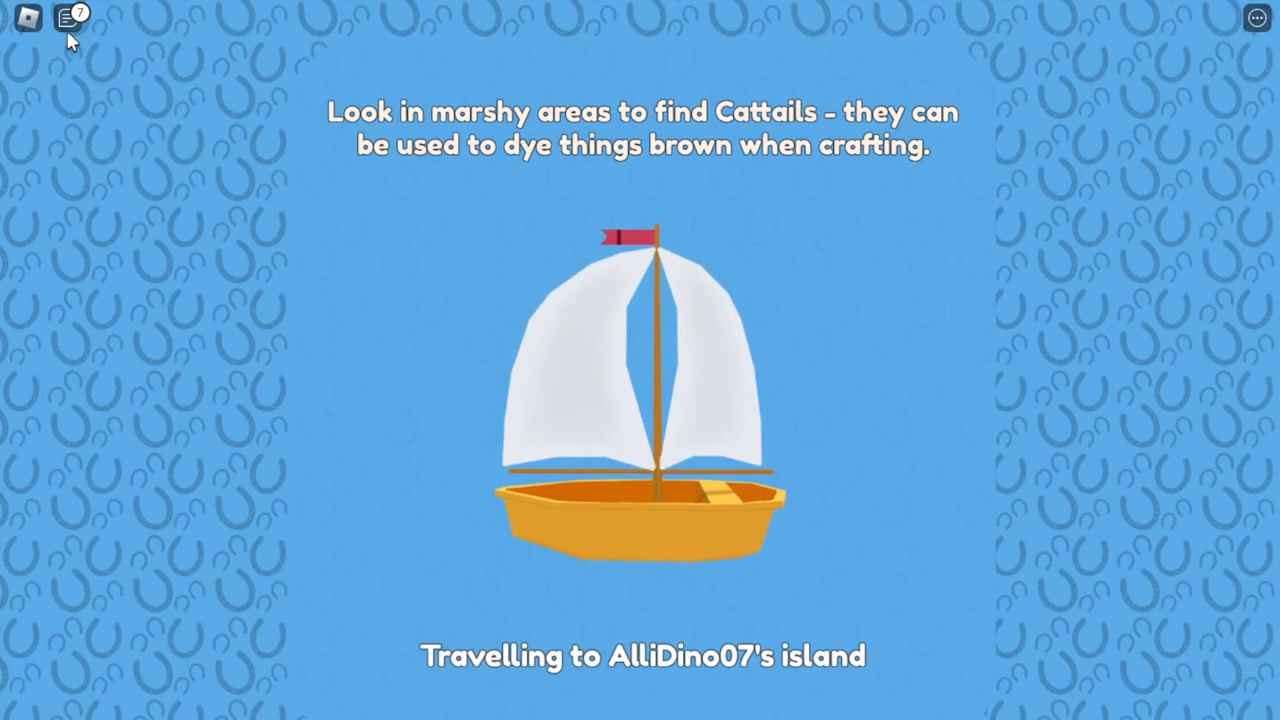 7
Look in marshy areas to find Cattails - they can
be used to dye things brown when crafting.
Travelling to AlliDino07's island